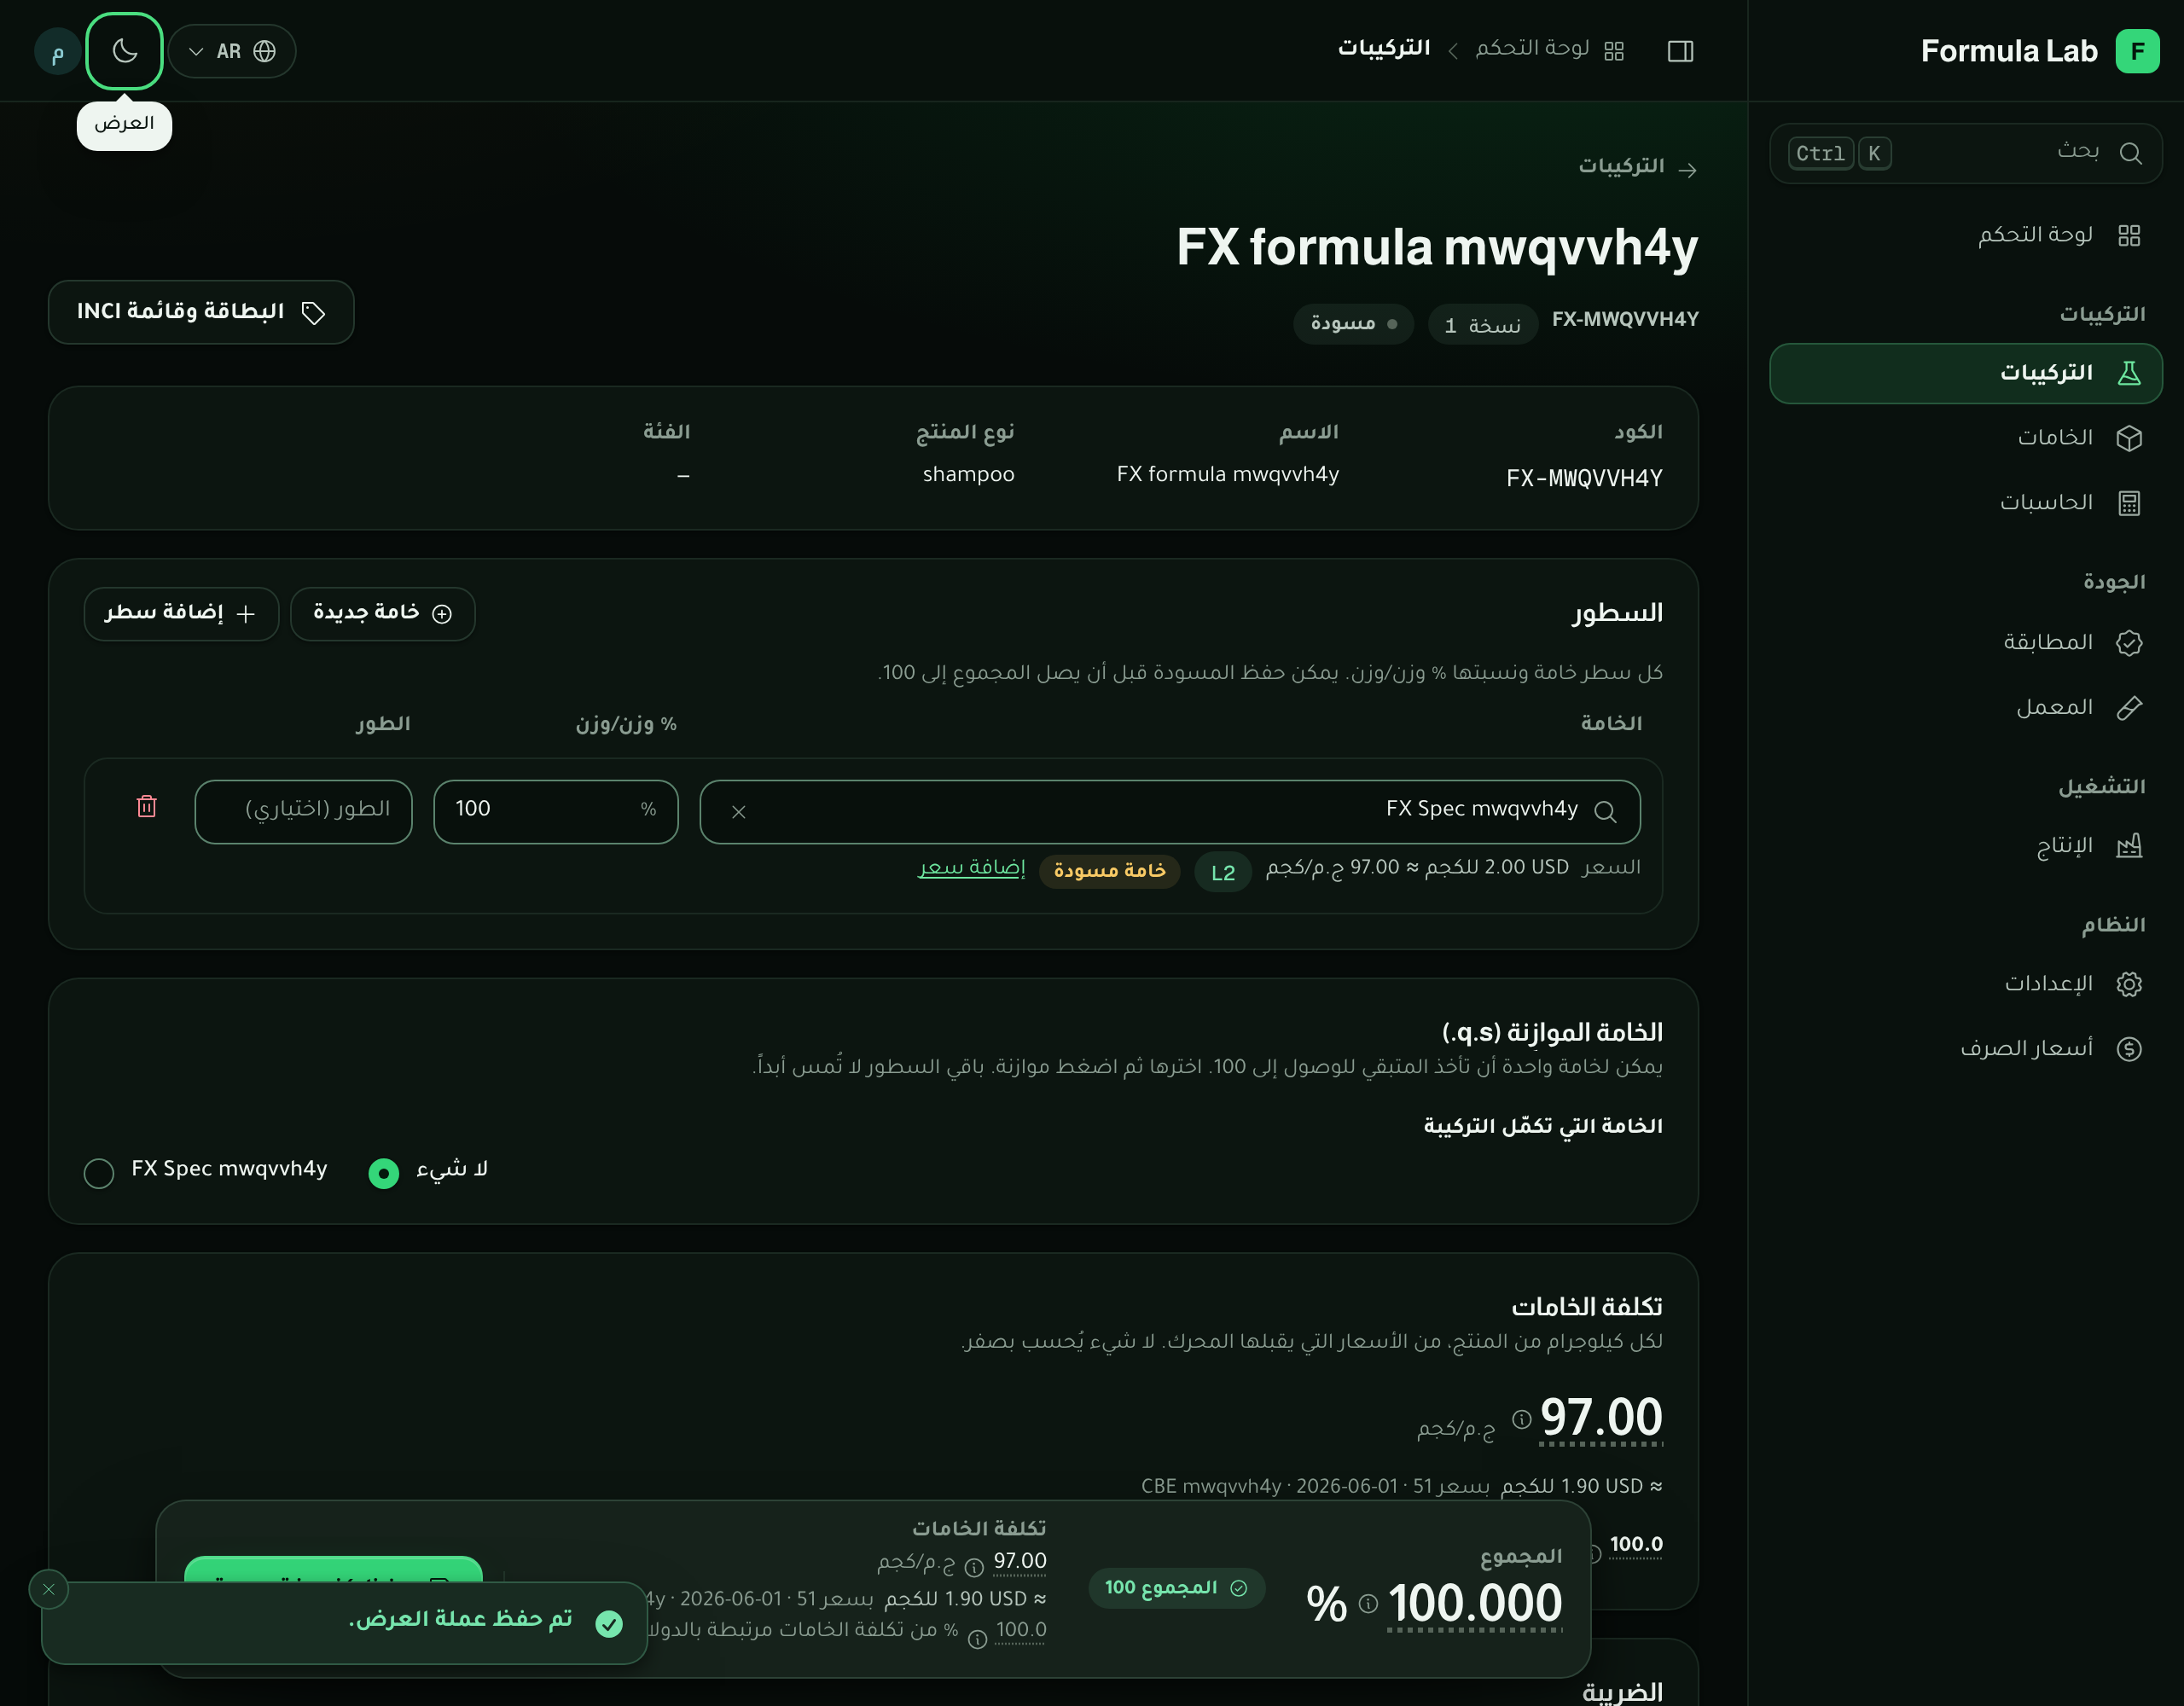 Formula Lab
F
بحث
Ctrl K
لوحة التحكم
التركيبات
التركيبات
الخامات
الحاسبات
الجودة
المطابقة
المعمل
التشغيل
الإنتاج
النظام
الإعدادات
أسعار الصرف
لوحة التحكم
التركيبات
AR
م
العرض
التركيبات
FX formula mwqvvh4y
FX-MWQVVH4Y
نسخة 1
مسودة
البطاقة وقائمة INCI
الكود
FX-MWQVVH4Y
الاسم
FX formula mwqvvh4y
نوع المنتج
shampoo
الفئة
–
السطور
خامة جديدة
إضافة سطر
كل سطر خامة ونسبتها % وزن/وزن. يمكن حفظ المسودة قبل أن يصل المجموع إلى 100.
الخامة
% وزن/وزن
الطور
FX Spec mwqvvh4y
%
100
الطور (اختياري)
السعر 2.00 USD للكجم ≈ 97.00 ج.م/كجم L2 خامة مسودة إضافة سعر
الخامة الموازنة (q.s.)
يمكن لخامة واحدة أن تأخذ المتبقي للوصول إلى 100. اخترها ثم اضغط موازنة. باقي السطور لا تُمس أبداً.
الخامة التي تكمّل التركيبة
لا شيء
FX Spec mwqvvh4y
تكلفة الخامات
لكل كيلوجرام من المنتج، من الأسعار التي يقبلها المحرك. لا شيء يُحسب بصفر.
97.00 ج.م/كجم
≈ 1.90 USD للكجم بسعر 51 · 2026-06-01 · CBE mwqvvh4y
100.0
المجموع
100.000 %
المجموع 100
تكلفة الخامات
97.00 ج.م/كجم
≈ 1.90 USD للكجم بسعر 51 · 2026-06-01 · 4y
100.0 % من تكلفة الخامات مرتبطة بالدولا
تم حفظ عملة العرض.
الضريبة